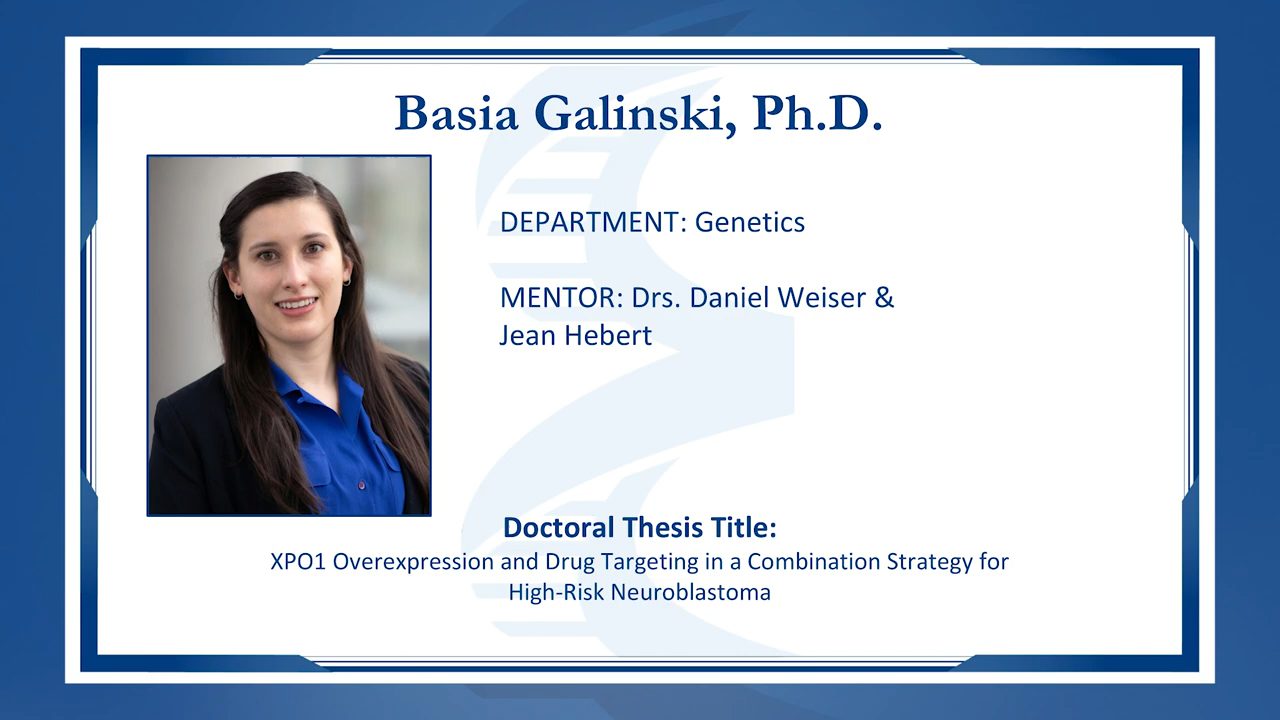 Basia Galinski, Ph.D.
DEPARTMENT: Genetics
MENTOR: Drs. Daniel Weiser &
Jean Hebert
Doctoral Thesis Title:
XPO1 Overexpression and Drug Targeting in a Combination Strategy for
High-Risk Neuroblastoma